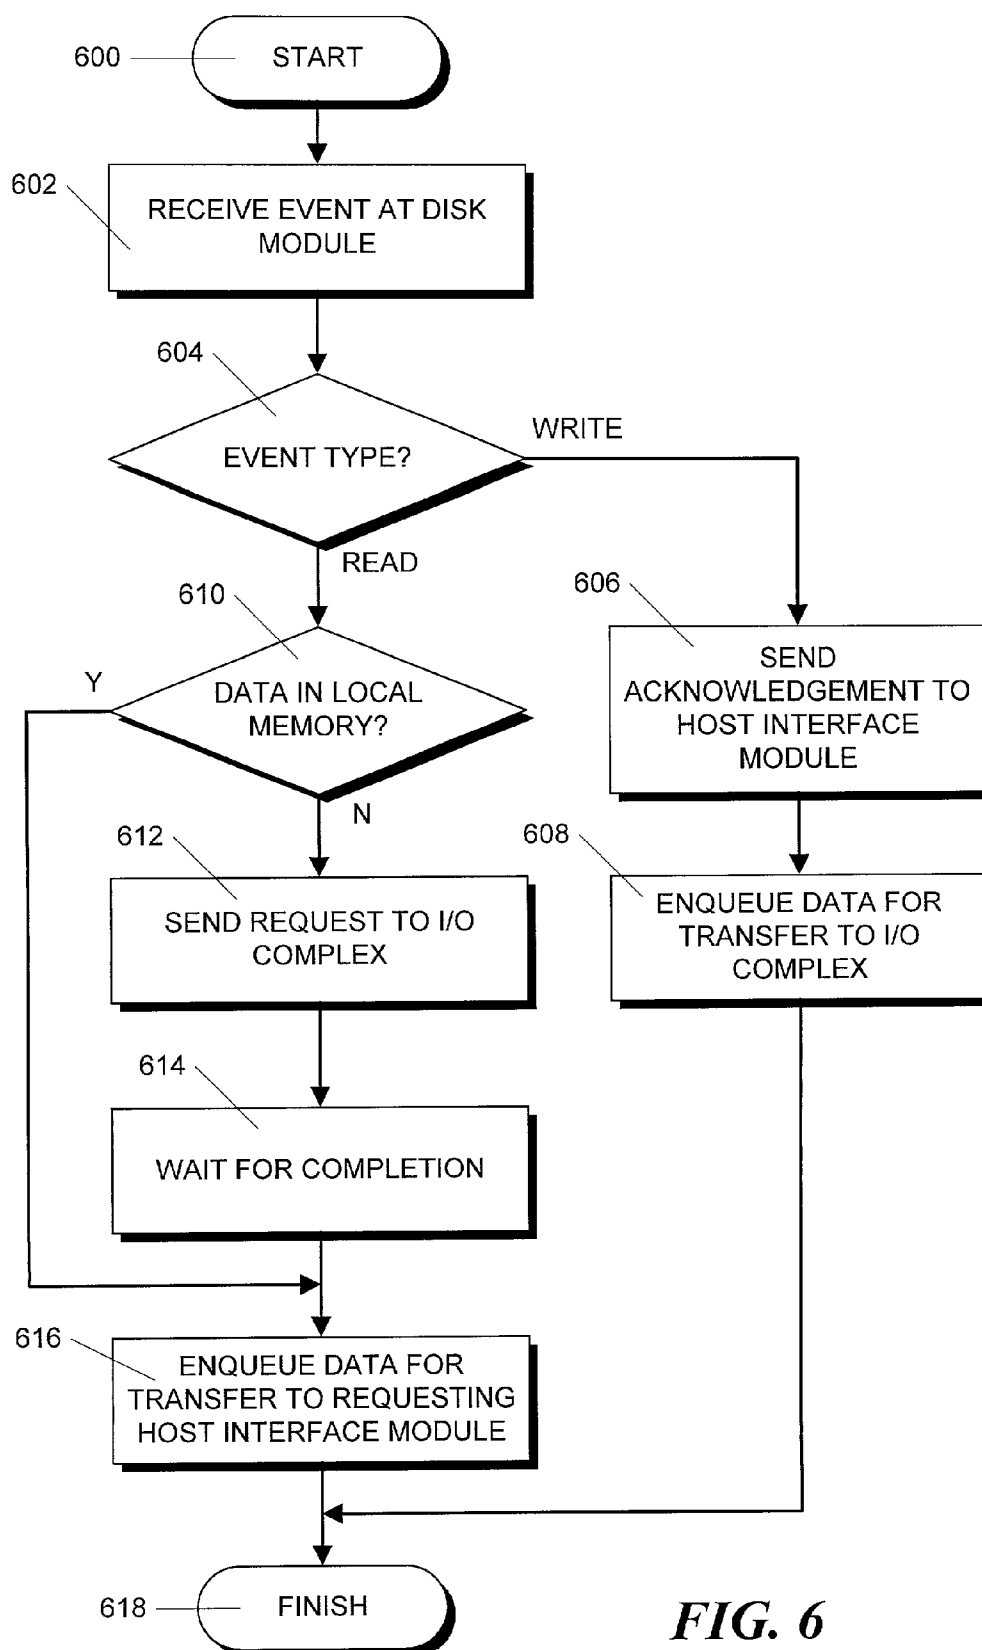 600
START
602
RECEIVE EVENT AT DISK
MODULE
604
EVENT TYPE?
WRITE
READ
610
Y
DATA IN LOCAL
MEMORY?
N
606
SEND
ACKNOWLEDGEMENT TO
HOST INTERFACE
MODULE
612
SEND REQUEST TO I/O
COMPLEX
608
ENQUEUE DATA FOR
TRANSFER TO I/O
COMPLEX
614
WAIT FOR COMPLETION
616
ENQUEUE DATA FOR
TRANSFER TO REQUESTING
HOST INTERFACE MODULE
618
FINISH
FIG. 6